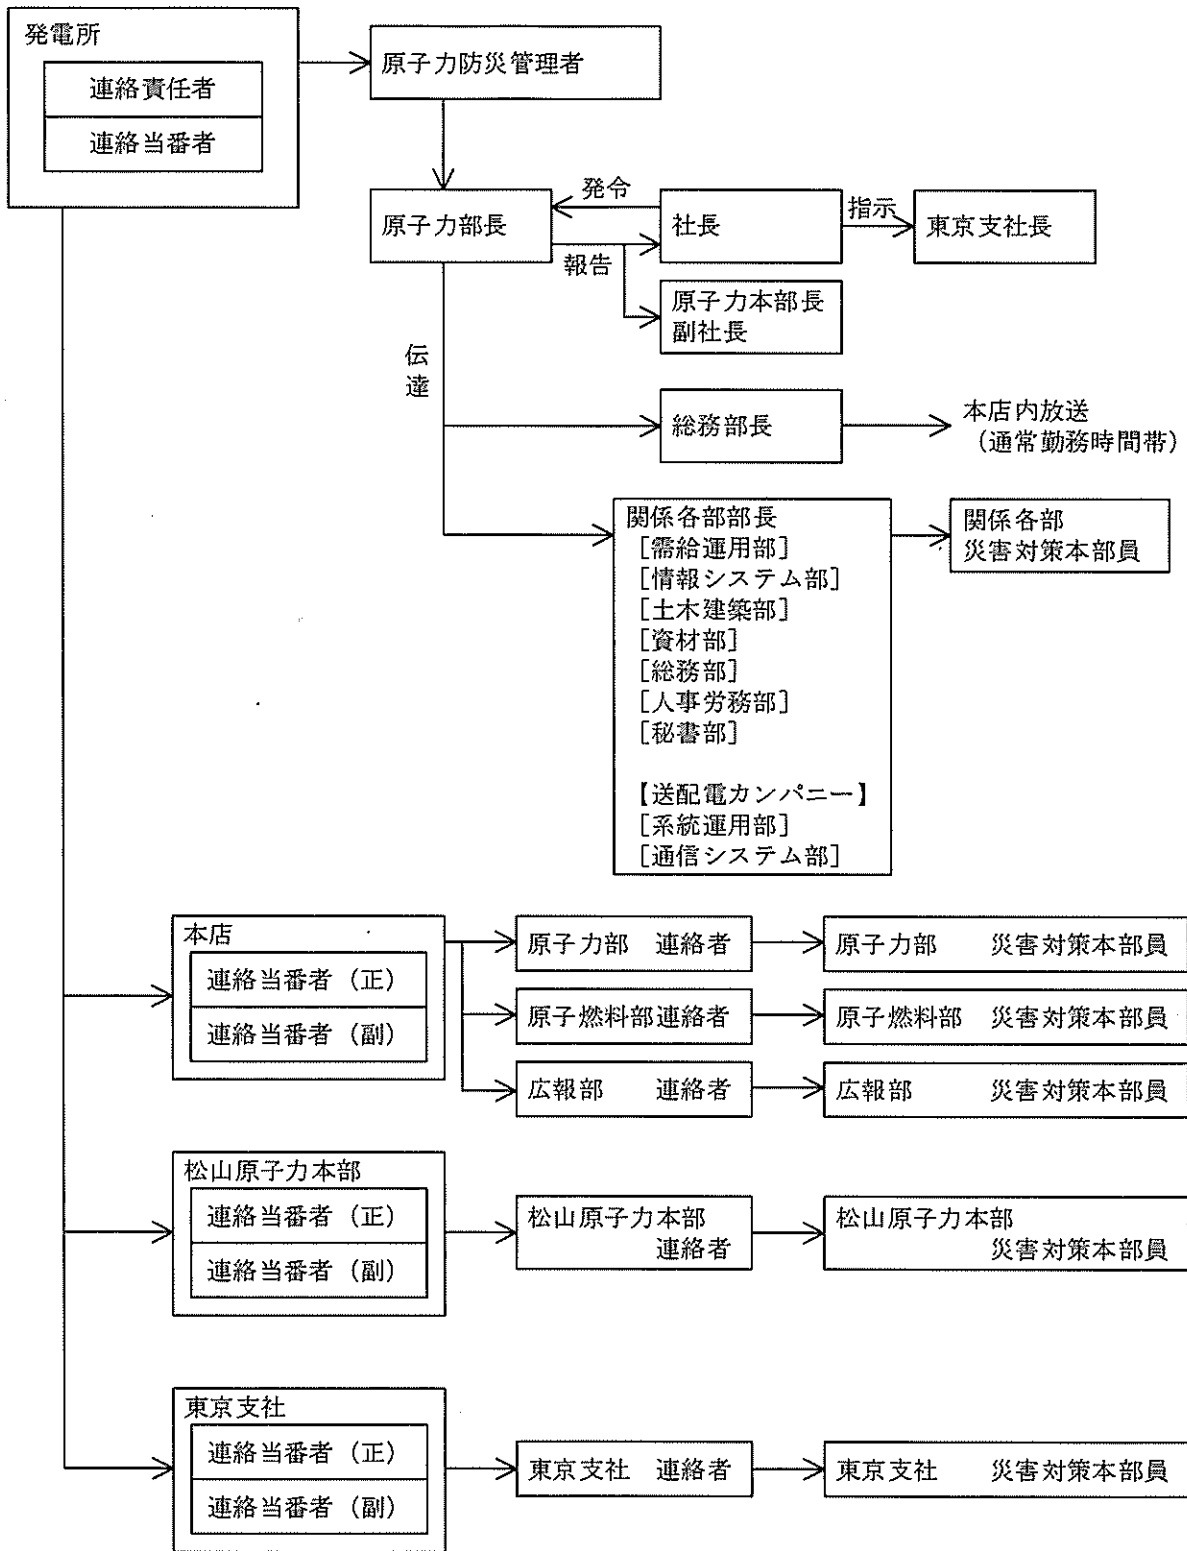 発電所
連絡責任者
連絡当番者
原子力防災管理者
原子力部長
発令
報告
社長
指示
東京支社長
原子力本部長
副社長
伝達
総務部長
本店内放送
(通常勤務時間帯)
関係各部部長
[需給運用部]
[情報システム部]
[土木建築部]
[資材部]
[総務部]
[人事労務部]
[秘書部]
【送配電カンパニー】
[系統運用部]
[通信システム部]
関係各部
災害対策本部員
本店
連絡当番者(正)
連絡当番者(副)
原子力部 連絡者
原子力部 災害対策本部員
原子燃料部連絡者
原子燃料部 災害対策本部員
広報部 連絡者
広報部 災害対策本部員
松山原子力本部
連絡当番者(正)
連絡当番者(副)
松山原子力本部
連絡者
松山原子力本部
災害対策本部員
東京支社
連絡当番者(正)
連絡当番者(副)
東京支社 連絡者
東京支社 災害対策本部員